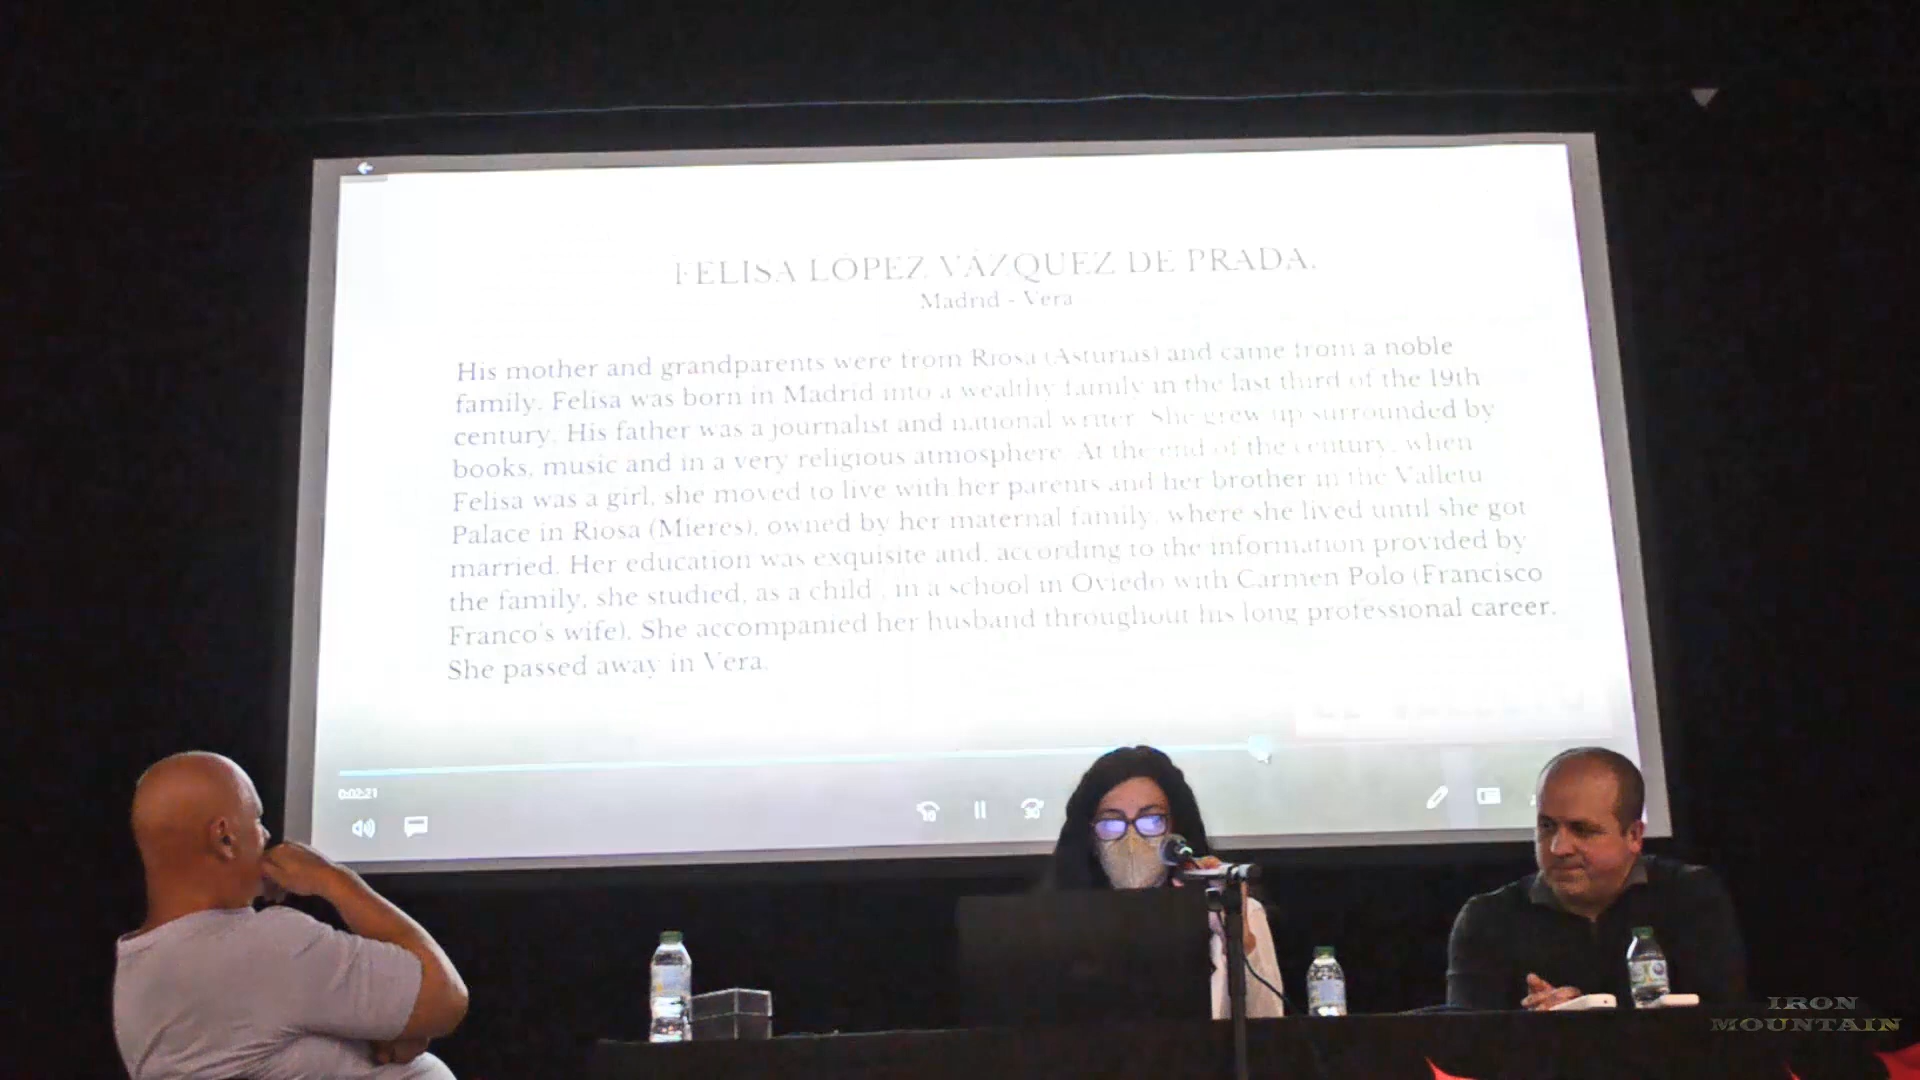 FELISA LÓPEZ VÁZQUEZ DE PRADA.
Madrid - Vera
His mother and grandparents were from Riosa (Asturias) and came from a noble
family. Felisa was born in Madrid into a wealthy family in the last third of the 19th
century. His father was a journalist and national writer. She grew up surrounded by
books, music and in a very religious atmosphere. At the end of the century, when
Felisa was a girl, she moved to live with her parents and her brother in the Valletu
Palace in Riosa (Mieres), owned by her maternal family, where she lived until she got
married. Her education was exquisite and, according to the information provided by
the family, she studied, as a child , in a school in Oviedo with Carmen Polo (Francisco
Franco's wife). She accompanied her husband throughout his long professional career.
She passed away in Vera.
0:02:21
10
30
IRON
MOUNTAIN